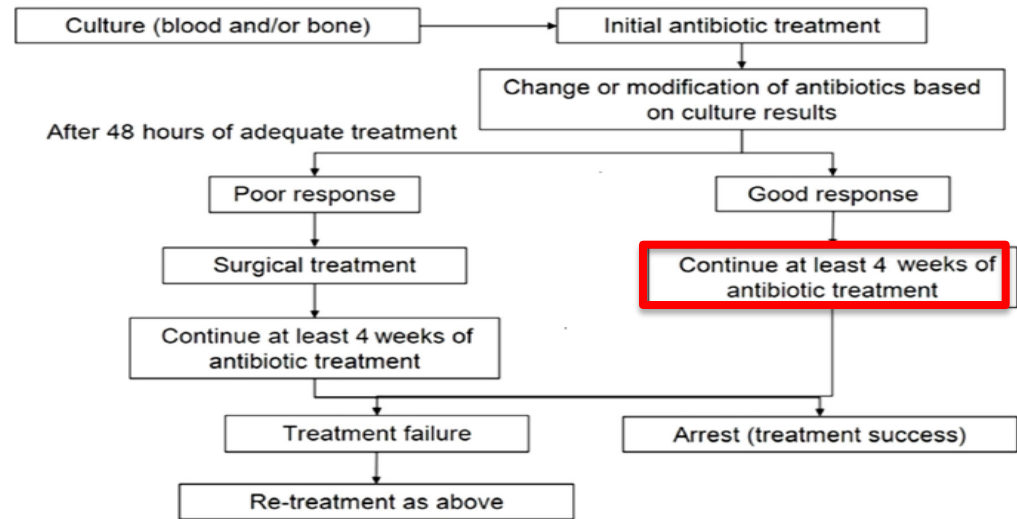 Culture (blood and/or bone)
Initial antibiotic treatment
Change or modification of antibiotics based
on culture results
After 48 hours of adequate treatment
Poor response
Good response
Surgical treatment
Continue at least 4 weeks of
antibiotic treatment
Continue at least 4 weeks of
antibiotic treatment
Treatment failure
Arrest (treatment success)
Re-treatment as above